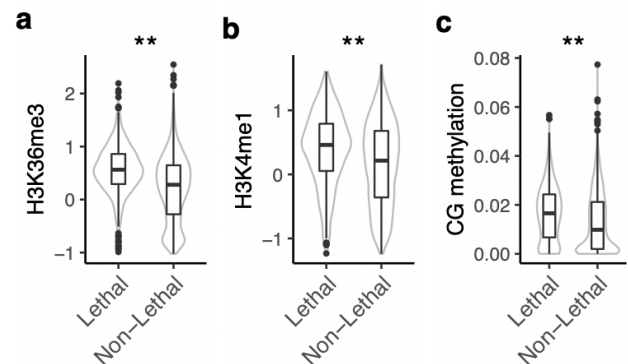 a
**
H3K36me3
2
1
0
−1
Lethal
Non−Lethal
b
**
H3K4me1
1
0
−1
Lethal
Non−Lethal
c
**
CG methylation
0.08
0.06
0.04
0.02
0.00
Lethal
Non−Lethal